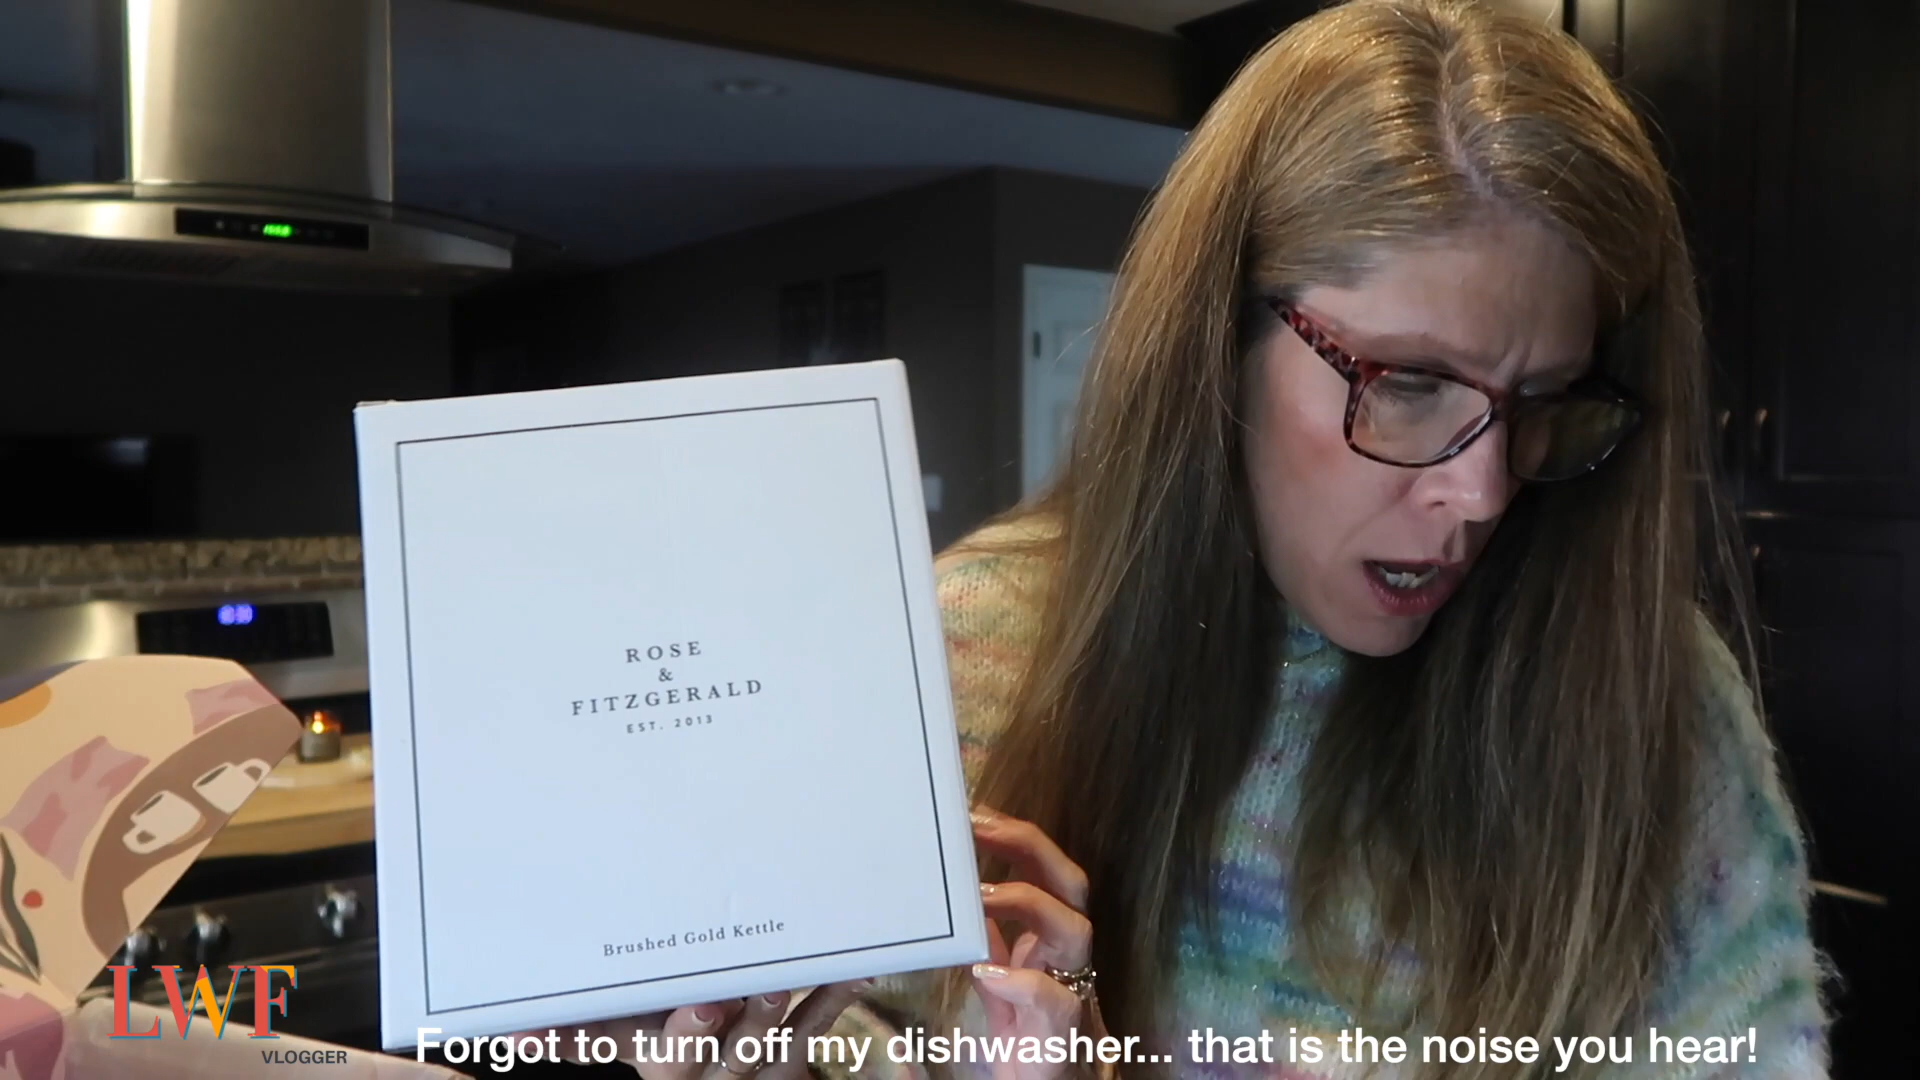 ROSE
&
FITZGERALD
EST. 2013
Brushed Gold Kettle
LWF
VLOGGER
Forgot to turn off my dishwasher... that is the noise you hear!